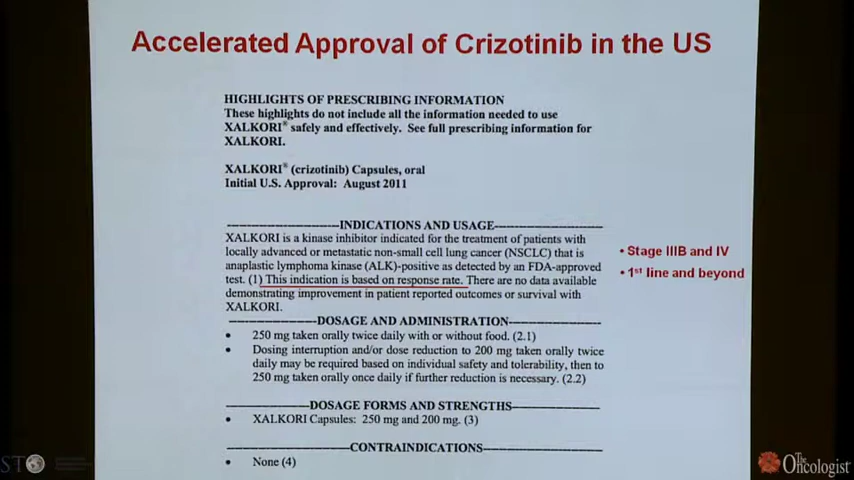 Accelerated Approval of Crizotinib in the US
HIGHLIGHTS OF PRESCRIBING INFORMATION
These highlights do not include all the information needed to use
XALKORI® safely and effectively. See full prescribing information for
XALKORI.
XALKORI® (crizotinib) Capsules, oral
Initial U.S. Approval: August 2011
INDICATIONS AND USAGE
XALKORI is a kinase inhibitor indicated for the treatment of patients with
locally advanced or metastatic non-small cell lung cancer (NSCLC) that is
anaplastic lymphoma kinase (ALK)-positive as detected by an FDA-approved
test. (1) This indication is based on response rate. There are no data available
demonstrating improvement in patient reported outcomes or survival with
XALKORI.
• Stage IIIB and IV
• 1st line and beyond
DOSAGE AND ADMINISTRATION
• 250 mg taken orally twice daily with or without food. (2.1)
• Dosing interruption and/or dose reduction to 200 mg taken orally twice
daily may be required based on individual safety and tolerability, then to
250 mg taken orally once daily if further reduction is necessary. (2.2)
DOSAGE FORMS AND STRENGTHS
• XALKORI Capsules: 250 mg and 200 mg. (3)
CONTRAINDICATIONS
• None (4)
The Oncologist